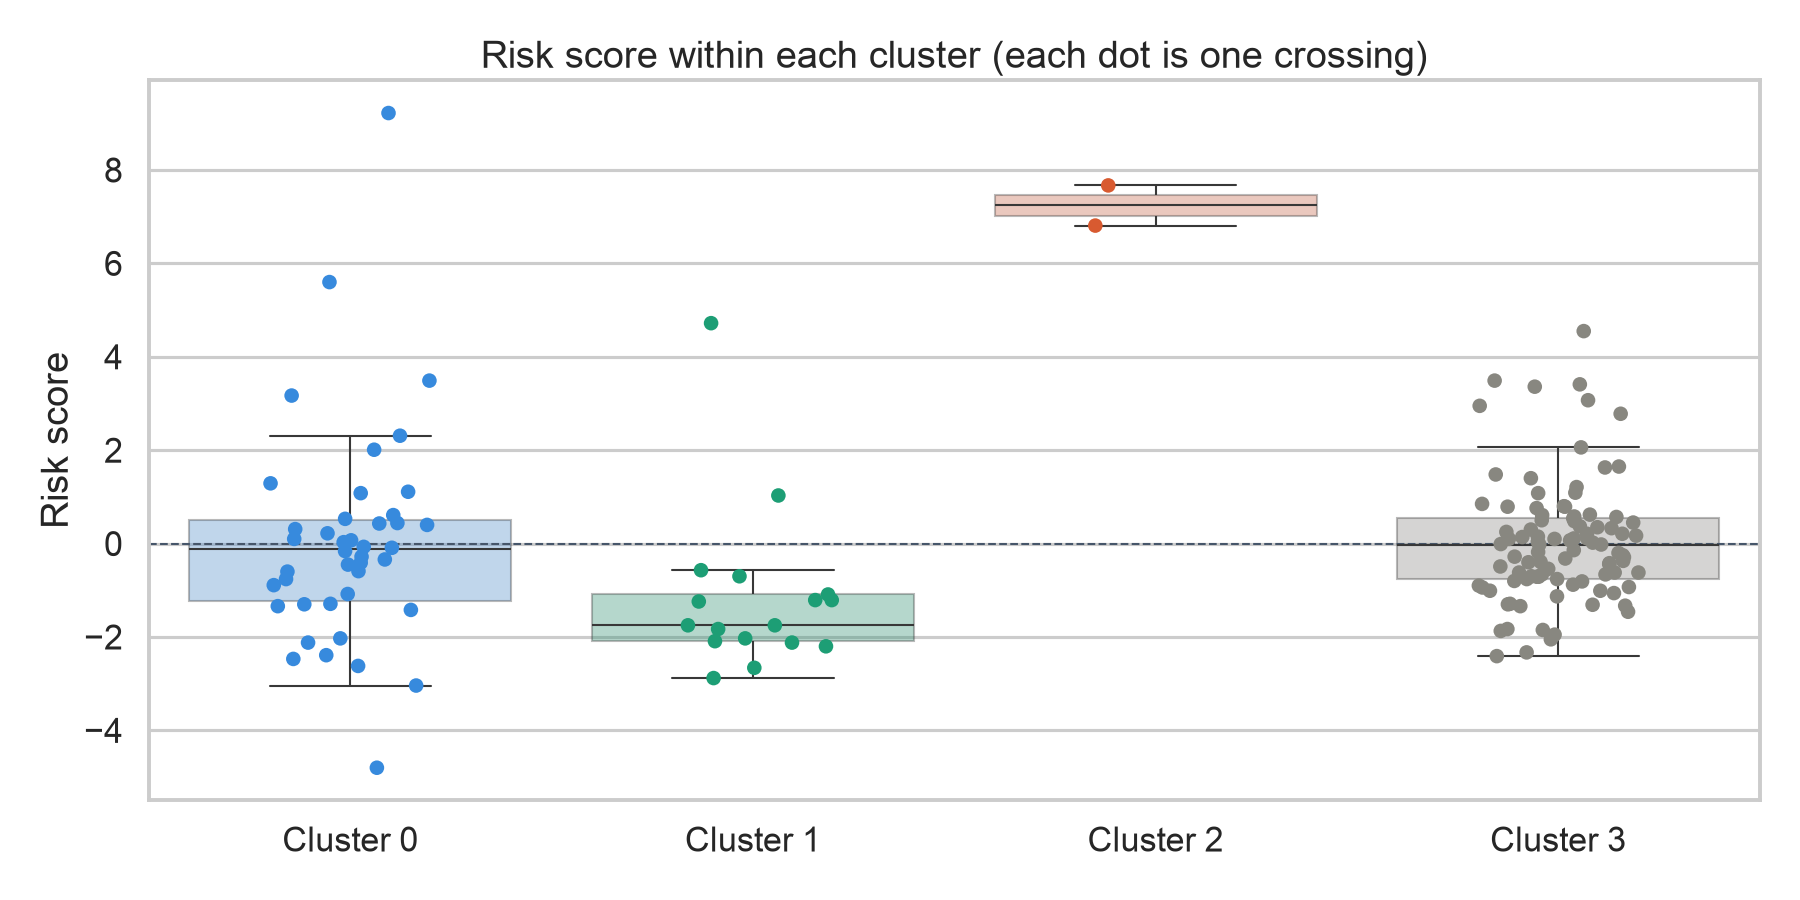 Risk score within each cluster (each dot is one crossing)
Risk score
8
6
4
2
0
−2
−4
Cluster 0
Cluster 1
Cluster 2
Cluster 3